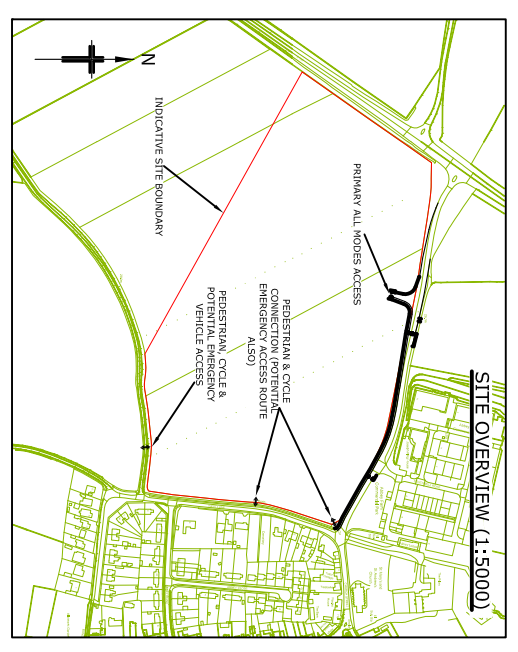 SITE OVERVIEW (1:5000)
PRIMARY ALL MODES ACCESS
PEDESTRIAN & CYCLE
CONNECTION (POTENTIAL
EMERGENCY ACCESS ROUTE
ALSO)
PEDESTRIAN, CYCLE &
POTENTIAL EMERGENCY
VEHICLE ACCESS
INDICATIVE SITE BOUNDARY
N